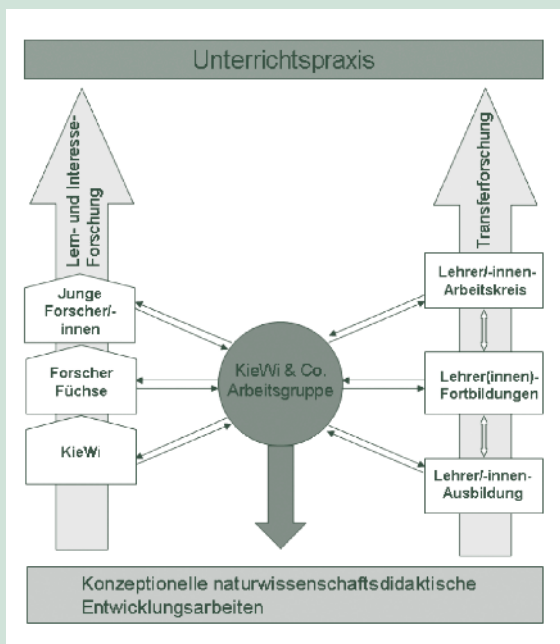 Unterrichtspraxis
Lern- und Interesse-
Forschung
Transferforschung
Junge
Forscher/-
innen
Forscher
Füchse
KieWi
KieWi & Co.
Arbeitsgruppe
Lehrer/-innen-
Arbeitskreis
Lehrer(innen)-
Fortbildungen
Lehrer/-innen-
Ausbildung
Konzeptionelle naturwissenschaftsdidaktische
Entwicklungsarbeiten